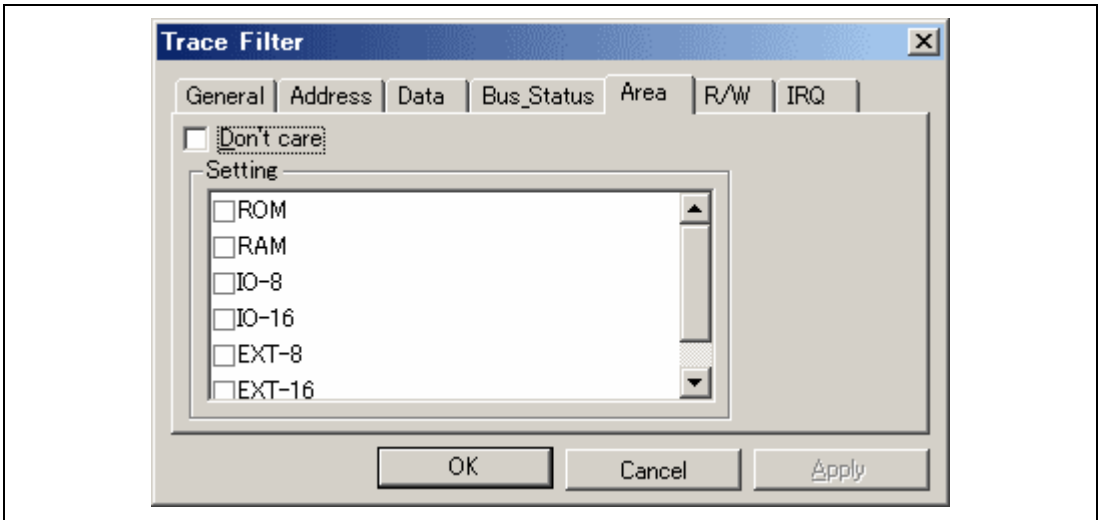 Trace Filter
General Address Data Bus_Status Area R/W IRQ
Don't care
Setting
ROM
RAM
IO-8
IO-16
EXT-8
EXT-16
OK Cancel Apply